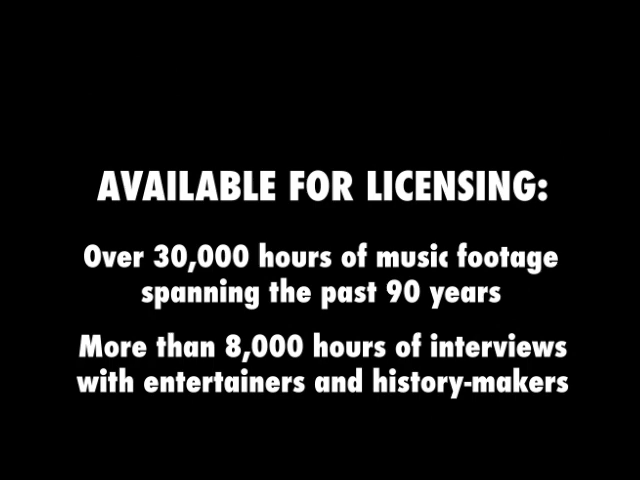 AVAILABLE FOR LICENSING:
Over 30,000 hours of music footage
spanning the past 90 years
More than 8,000 hours of interviews
with entertainers and history-makers